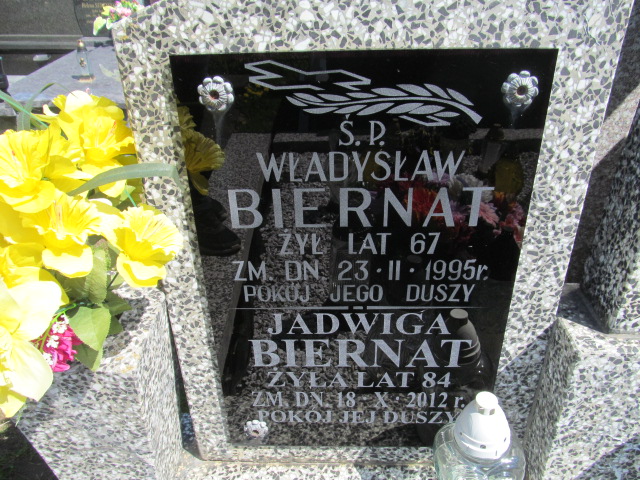 Ś.P.
WŁADYSŁAW
BIERNAT
ŻYŁ LAT 67
ZM. DN. 23·II·1995r.
POKÓJ JEGO DUSZY
JADWIGA
BIERNAT
ŻYŁA LAT 84
ZM. DN. 18·X·2012r.
POKÓJ JEJ DUSZY